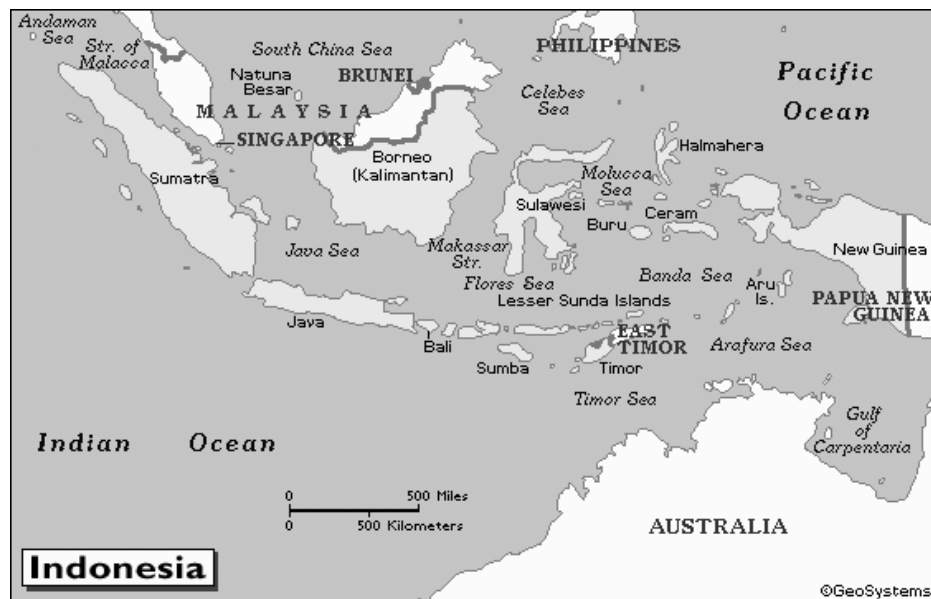 Andaman
Sea
Str. of
Malacca
South China Sea
PHILIPPINES
Pacific
Ocean
Natuna
Besar
BRUNEI
Celebes
Sea
MALAYSIA
SINGAPORE
Halmahera
Borneo
(Kalimantan)
Molucca
Sea
Sumatra
Sulawesi
Buru
Ceram
New Guinea
Java Sea
Makassar
Str.
Flores Sea
Banda Sea
Aru
Is.
Lesser Sunda Islands
PAPUA NEW
GUINEA
Java
Bali
EAST
TIMOR
Arafura Sea
Sumba
Timor
Timor Sea
Gulf
of
Carpentaria
Indian Ocean
0 500 Miles
0 500 Kilometers
AUSTRALIA
Indonesia
©GeoSystems